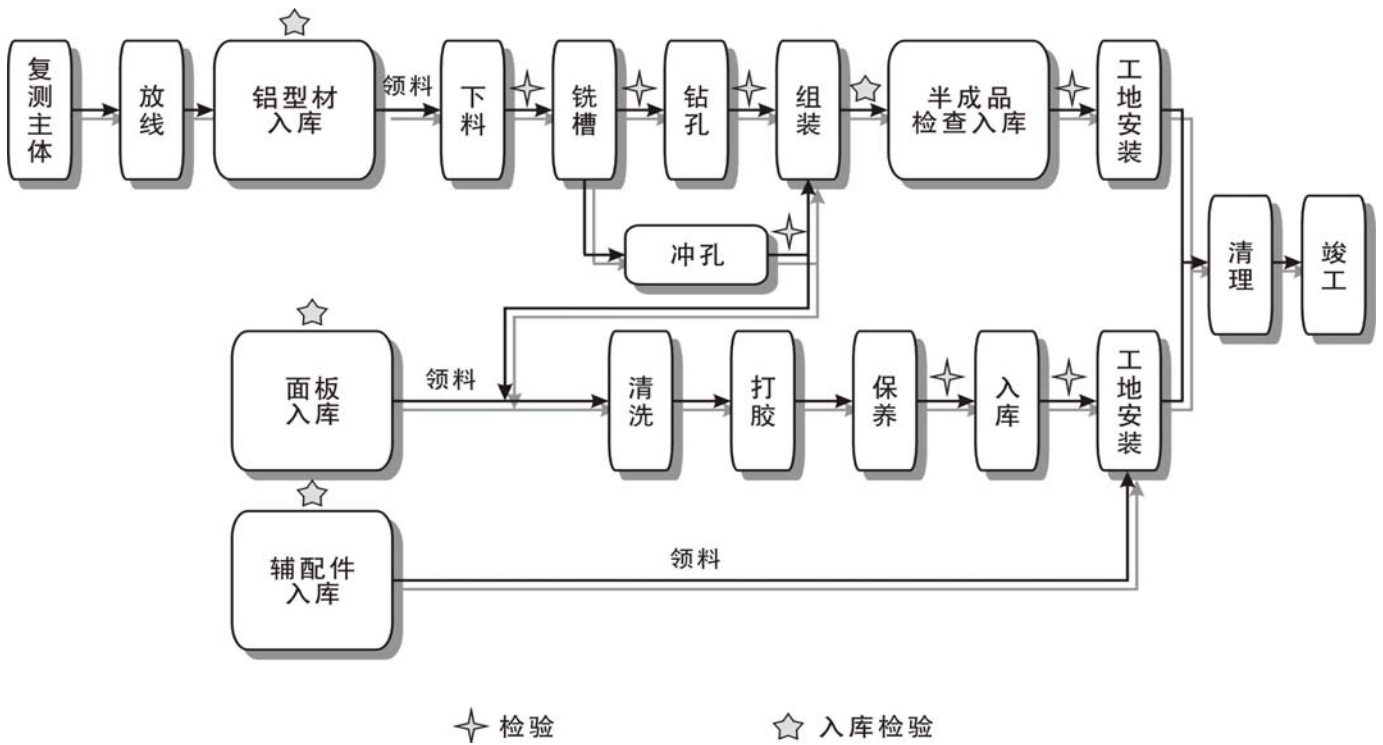 复测主体
放线
铝型材
入库
领料
下料
铣槽
钻孔
组装
半成品
检查入库
工地安装
冲孔
清理
竣工
面板
入库
领料
清洗
打胶
保养
入库
工地安装
辅配件
入库
领料
检验
入库检验